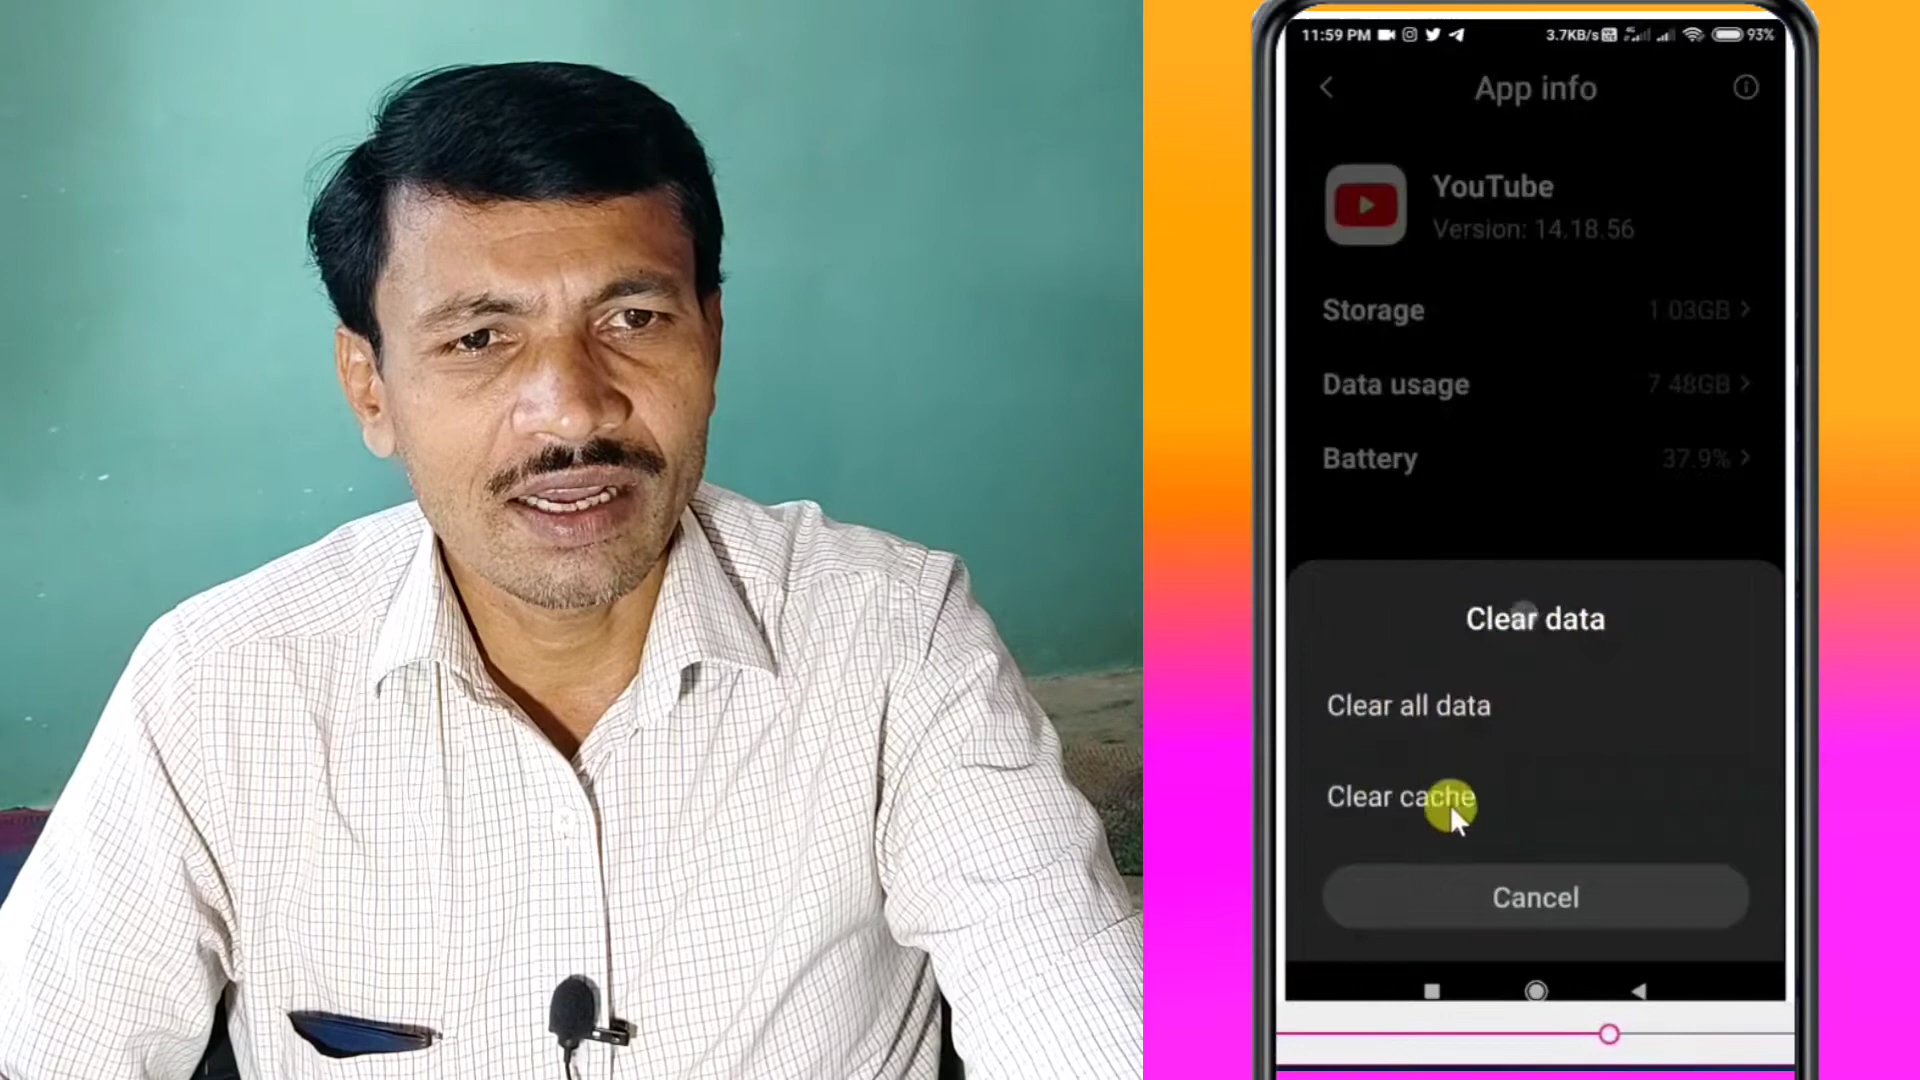 11:59 PM 3.7KB/s 93%
App info
YouTube
Version: 14.18.56
Storage 1.03GB
Data usage 7.48GB
Battery 37.9%
Clear data
Clear all data
Clear cache
Cancel